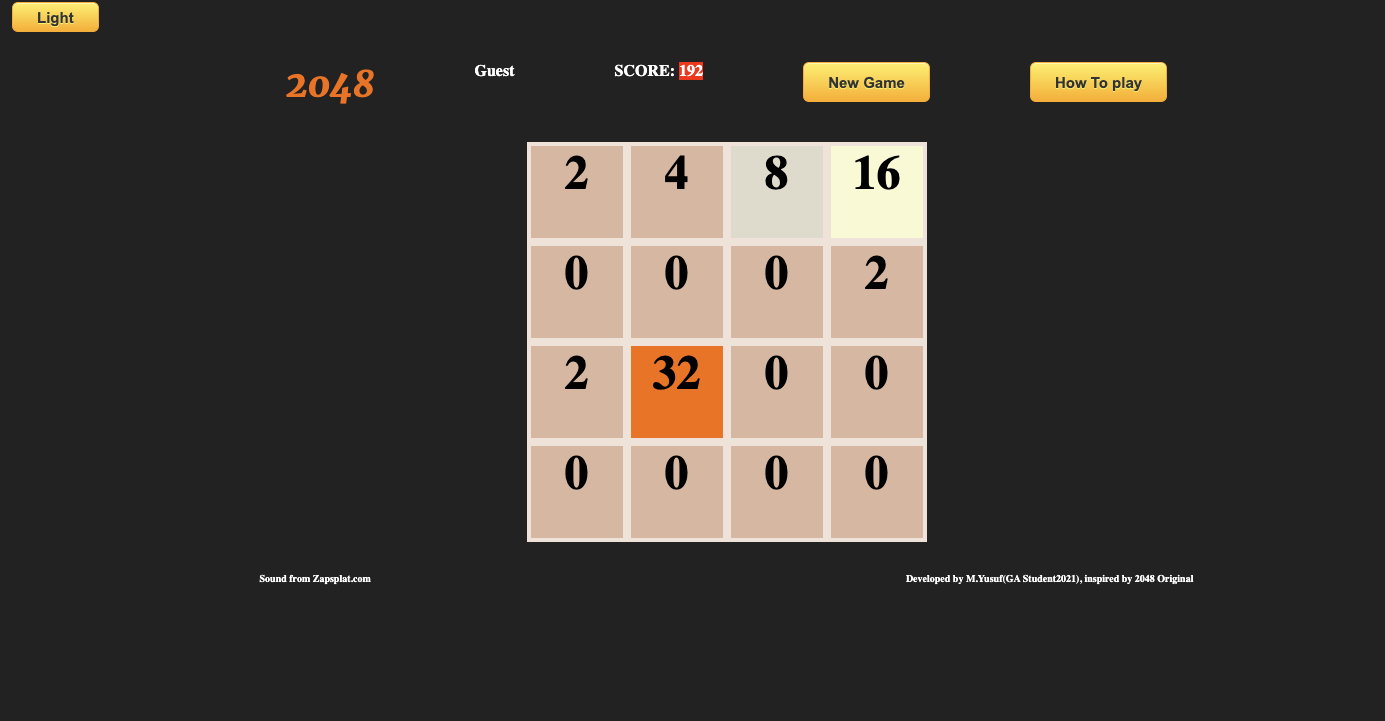 Light
2048
Guest
SCORE: 192
New Game
How To play
2 4 8 16
0 0 0 2
2 32 0 0
0 0 0 0
Sound from Zapsplat.com
Developed by M.Yusuf(GA Student2021), inspired by 2048 Original